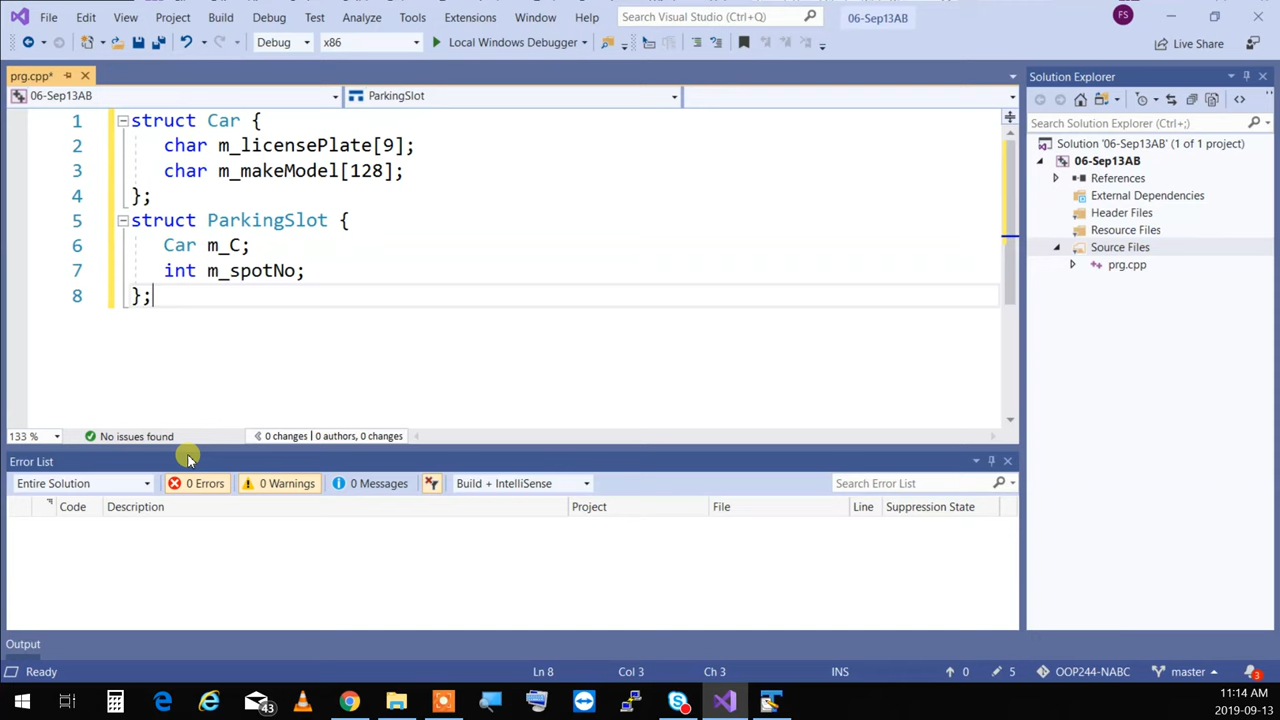 File Edit View Project Build Debug Test Analyze Tools Extensions Window Help Search Visual Studio (Ctrl+Q) 06-Sep13AB FS
Debug x86 Local Windows Debugger Live Share
prg.cpp*
06-Sep13AB ParkingSlot
1 struct Car {
2 char m_licensePlate[9];
3 char m_makeModel[128];
4 };
5 struct ParkingSlot {
6 Car m_C;
7 int m_spotNo;
8 };
133 % No issues found 0 changes | 0 authors, 0 changes
Error List
Entire Solution 0 Errors 0 Warnings 0 Messages Build + IntelliSense Search Error List
Code Description Project File Line Suppression State
Output
Solution Explorer
Search Solution Explorer (Ctrl+;)
Solution '06-Sep13AB' (1 of 1 project)
06-Sep13AB
References
External Dependencies
Header Files
Resource Files
Source Files
prg.cpp
Ready Ln 8 Col 3 Ch 3 INS 0 5 OOP244-NABC master 3
43
11:14 AM
2019-09-13